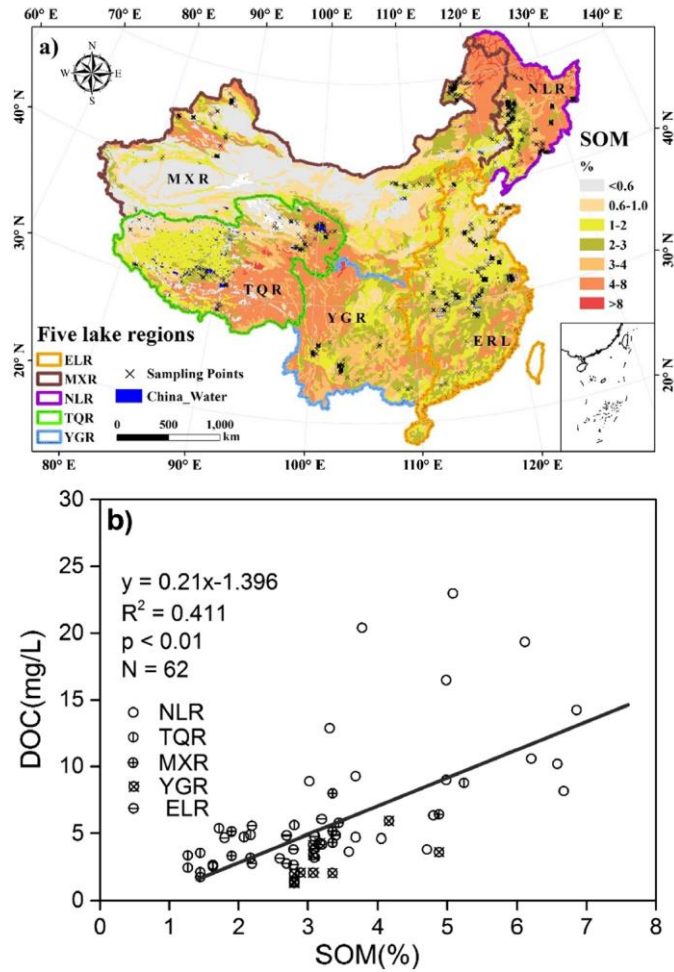 60° E 70° E 80° E 90° E 100° E 110° E 120° E 130° E 140° E
a)
N
W E
S
40° N
30° N
20° N
40° N
30° N
20° N
NLR
MXR
TQR
YGR
ERL
SOM
%
<0.6
0.6-1.0
1-2
2-3
3-4
4-8
>8
Five lake regions
ELR
MXR
NLR
TQR
YGR
Sampling Points
China_Water
0 500 1,000
km
80° E 90° E 100° E 110° E 120° E
b)
y = 0.21x-1.396
R² = 0.411
p < 0.01
N = 62
NLR
TQR
MXR
YGR
ELR
DOC(mg/L)
30
25
20
15
10
5
0
0 1 2 3 4 5 6 7 8
SOM(%)